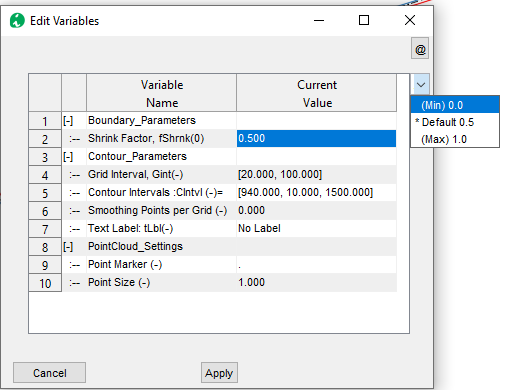 Edit Variables
@
Variable Name
Current Value
(Min) 0.0
* Default 0.5
(Max) 1.0
1 [-] Boundary_Parameters
2 :-- Shrink Factor, fShrnk(0) 0.500
3 [-] Contour_Parameters
4 :-- Grid Interval, Gint(-) [20.000, 100.000]
5 :-- Contour Intervals :ClntvI (-)= [940.000, 10.000, 1500.000]
6 :-- Smoothing Points per Grid (-) 0.000
7 :-- Text Label: tLbl(-) No Label
8 [-] PointCloud_Settings
9 :-- Point Marker (-) .
10 :-- Point Size (-) 1.000
Cancel
Apply